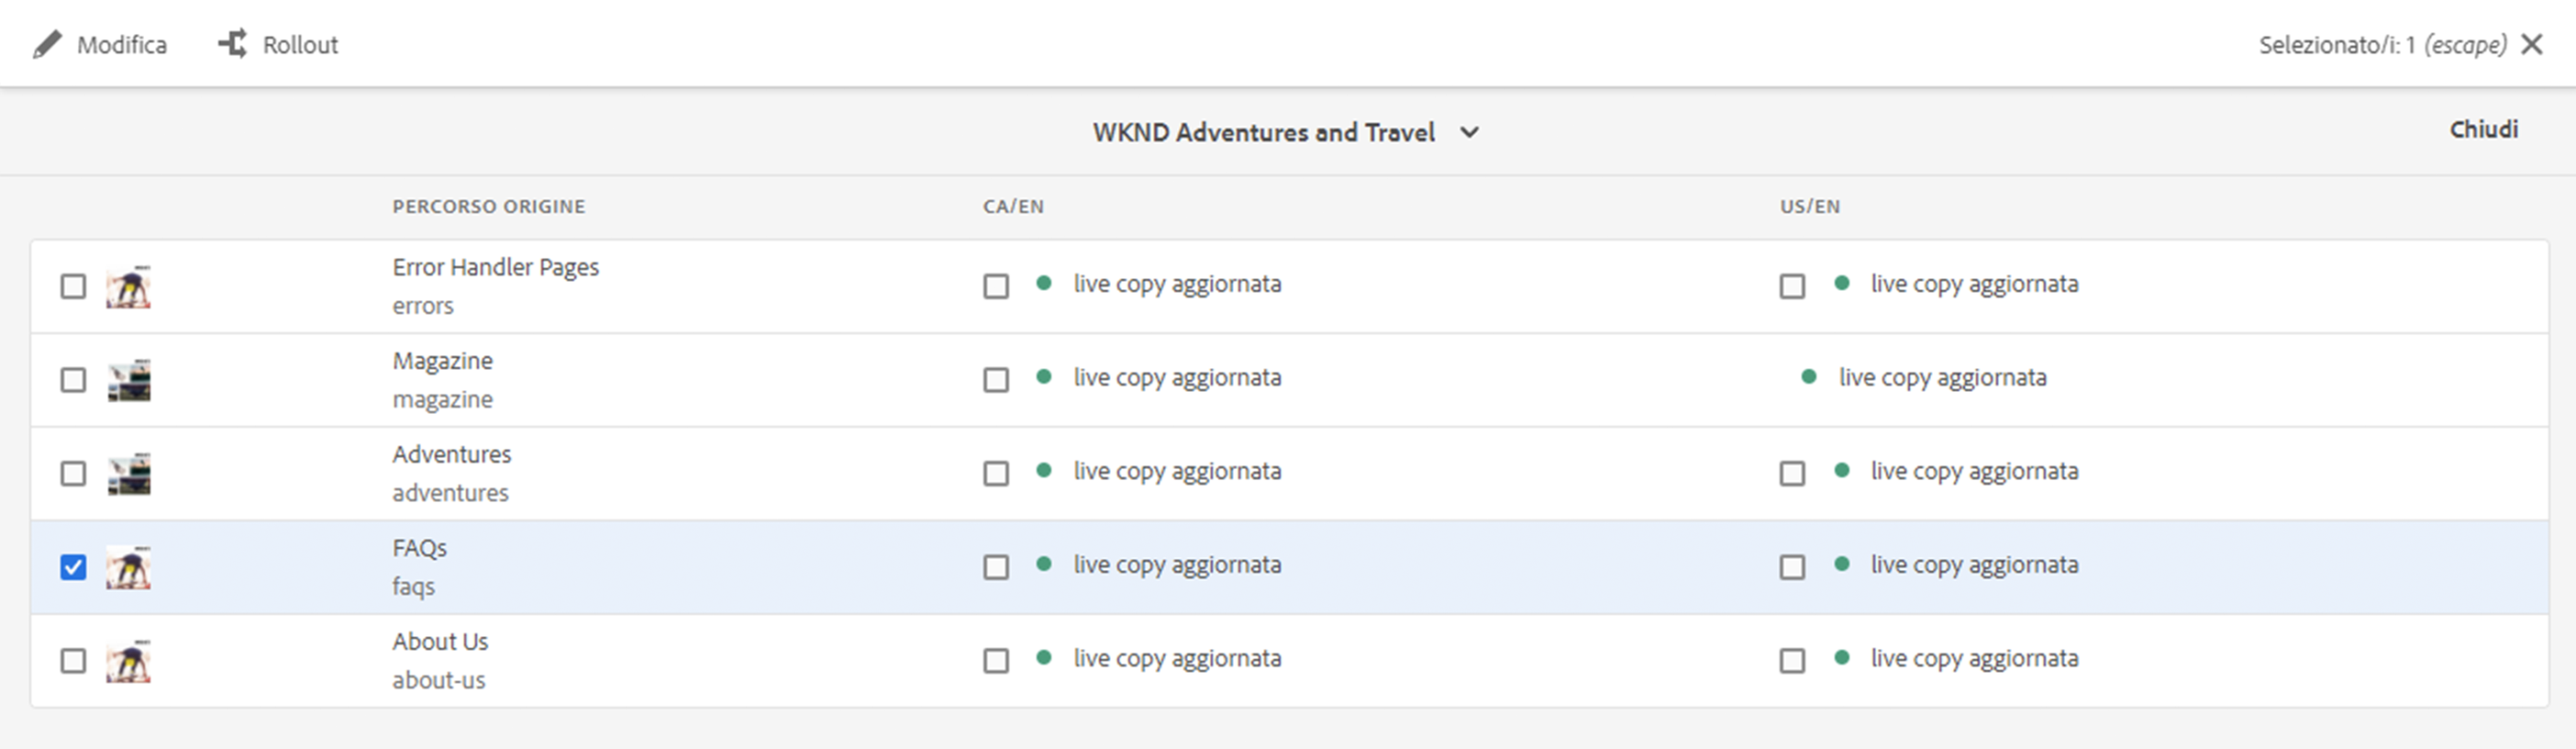 Modifica Rollout Selezionato/i: 1 (escape)
WKND Adventures and Travel Chiudi
PERCORSO ORIGINE CA/EN US/EN
Error Handler Pages
errors
live copy aggiornata live copy aggiornata
Magazine
magazine
live copy aggiornata live copy aggiornata
Adventures
adventures
live copy aggiornata live copy aggiornata
FAQs
faqs
live copy aggiornata live copy aggiornata
About Us
about-us
live copy aggiornata live copy aggiornata